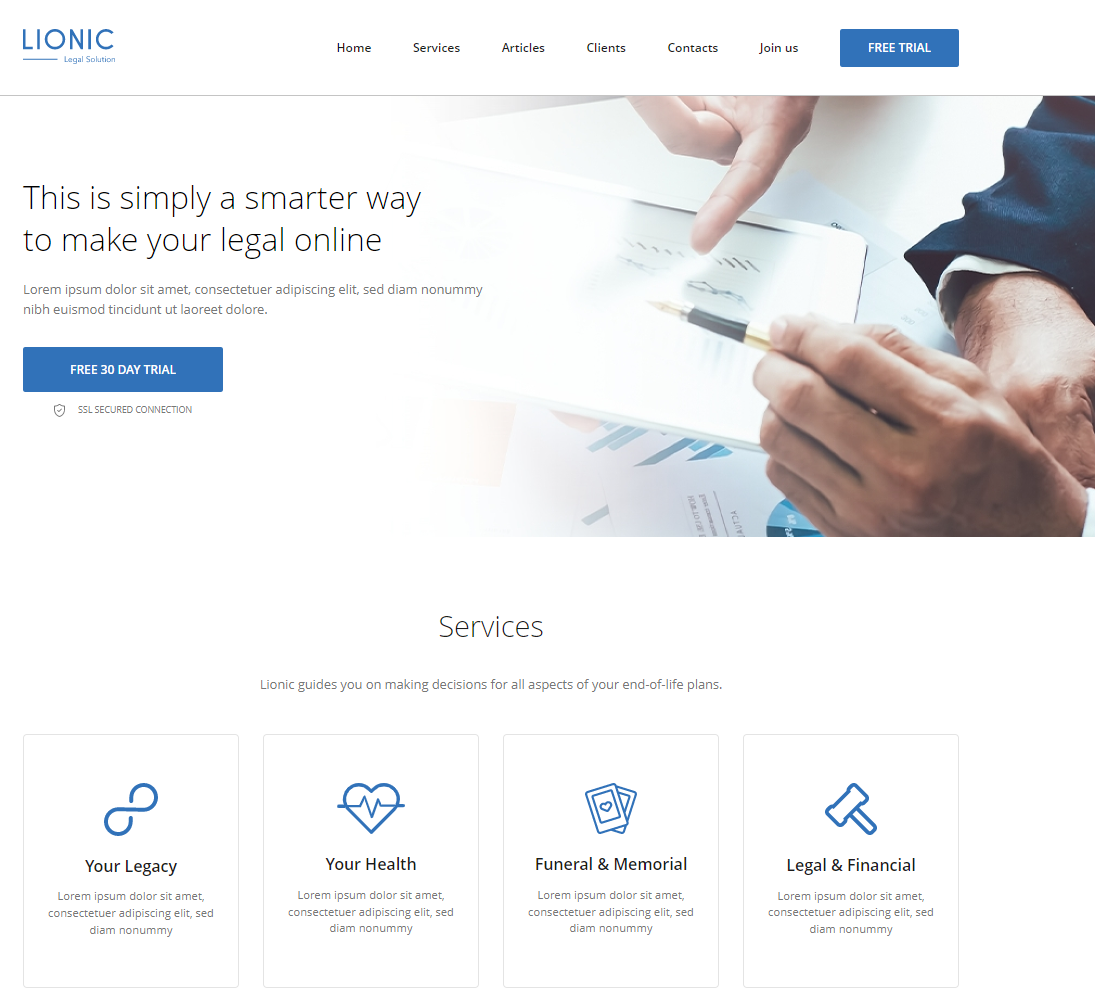 LIONIC
Legal Solution
Home Services Articles Clients Contacts Join us FREE TRIAL
This is simply a smarter way
to make your legal online
Lorem ipsum dolor sit amet, consectetuer adipiscing elit, sed diam nonummy
nibh euismod tincidunt ut laoreet dolore.
FREE 30 DAY TRIAL
SSL SECURED CONNECTION
Services
Lionic guides you on making decisions for all aspects of your end-of-life plans.
Your Legacy
Lorem ipsum dolor sit amet,
consectetuer adipiscing elit, sed
diam nonummy
Your Health
Lorem ipsum dolor sit amet,
consectetuer adipiscing elit, sed
diam nonummy
Funeral & Memorial
Lorem ipsum dolor sit amet,
consectetuer adipiscing elit, sed
diam nonummy
Legal & Financial
Lorem ipsum dolor sit amet,
consectetuer adipiscing elit, sed
diam nonummy